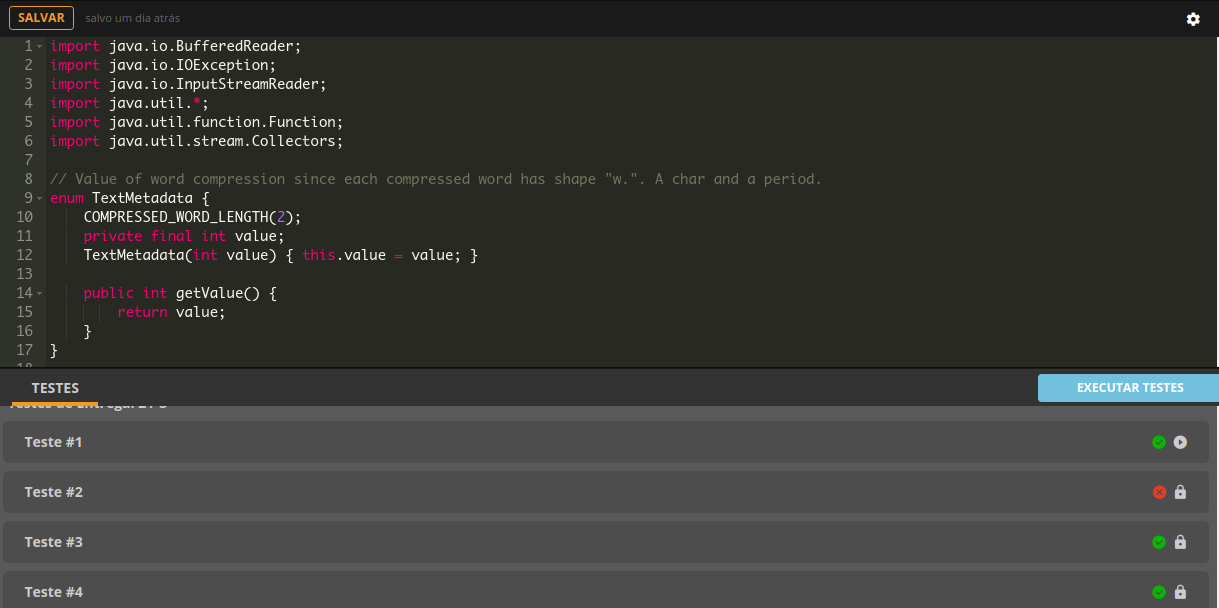 SALVAR salvo um dia atrás
1 import java.io.BufferedReader;
2 import java.io.IOException;
3 import java.io.InputStreamReader;
4 import java.util.*;
5 import java.util.function.Function;
6 import java.util.stream.Collectors;
7
8 // Value of word compression since each compressed word has shape "w.". A char and a period.
9 enum TextMetadata {
10 COMPRESSED_WORD_LENGTH(2);
11 private final int value;
12 TextMetadata(int value) { this.value = value; }
13
14 public int getValue() {
15 return value;
16 }
17 }
TESTES EXECUTAR TESTES
Teste #1
Teste #2
Teste #3
Teste #4